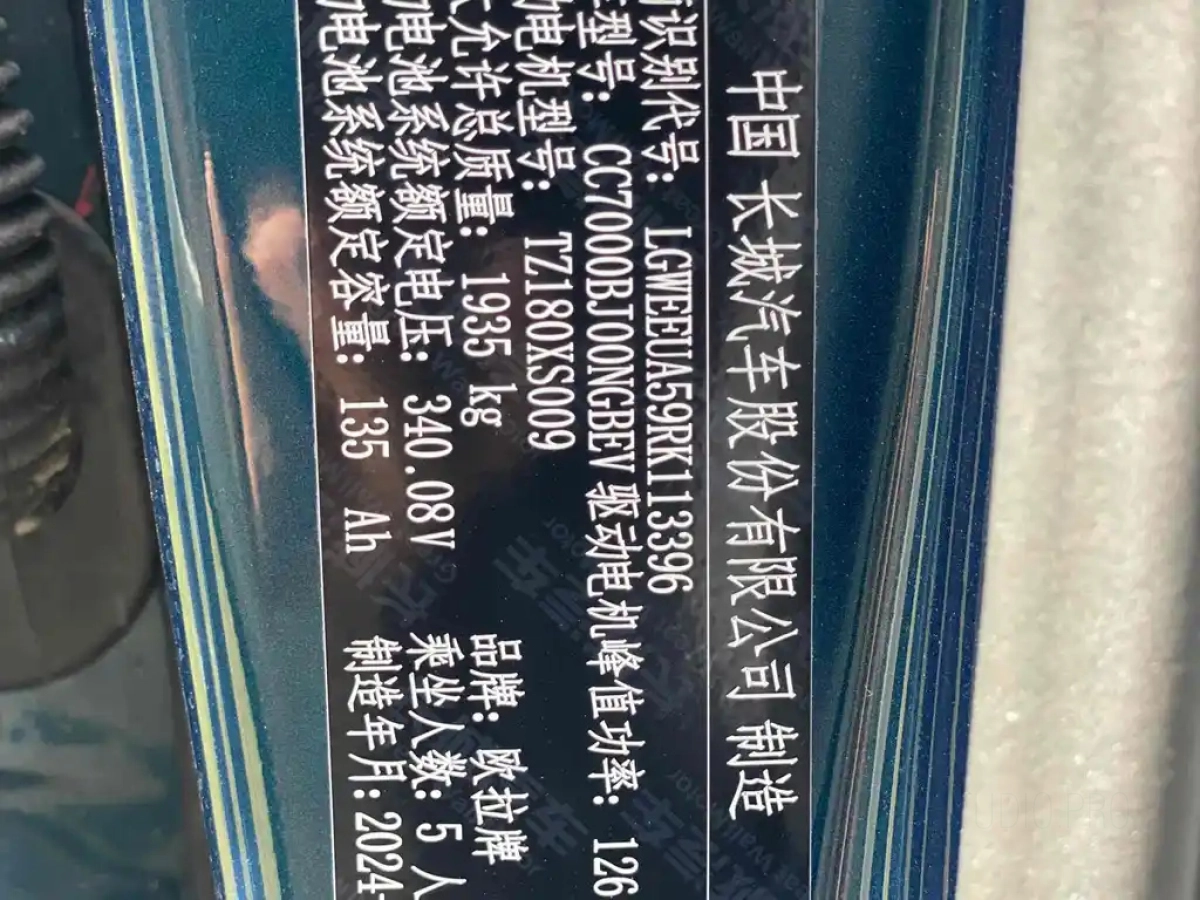 中国 长城汽车股份有限公司 制造
识别代号: LGWEEUA59RK113396
型号: CC7000BJ00NGBEV 驱动电机峰值功率: 126
电机型号: TZ180XS009
允许总质量: 1935 kg 品牌: 欧拉牌
电池系统额定电压: 340.08V 乘坐人数: 5 人
电池系统额定容量: 135 Ah 制造年月: 2024-